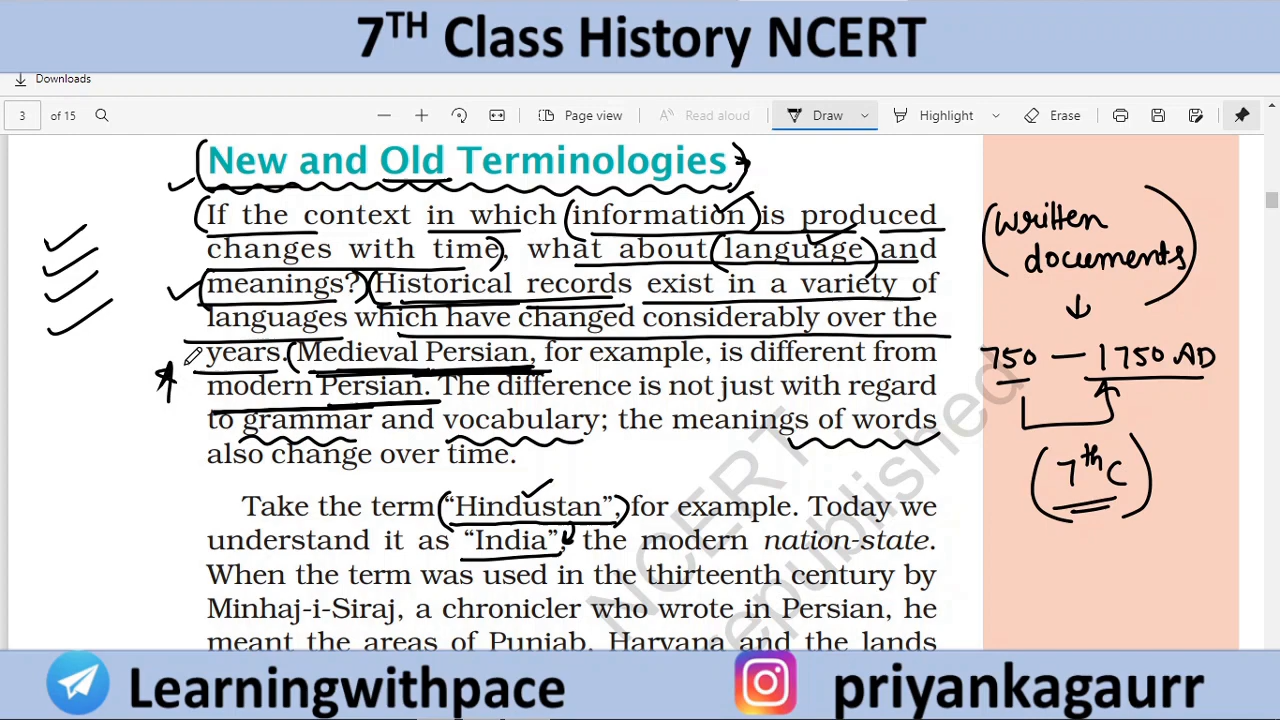 7TH Class History NCERT
Downloads
3 of 15 Page view Read aloud Draw Highlight Erase
New and Old Terminologies
If the context in which information is produced
changes with time, what about language and
meanings? Historical records exist in a variety of
languages which have changed considerably over the
years. Medieval Persian, for example, is different from
modern Persian. The difference is not just with regard
to grammar and vocabulary; the meanings of words
also change over time.
Take the term “Hindustan”, for example. Today we
understand it as “India”, the modern nation-state.
When the term was used in the thirteenth century by
Minhaj-i-Siraj, a chronicler who wrote in Persian, he
meant the areas of Punjab, Haryana and the lands
written
documents
750 — 1750 AD
7th C
NCERT
republished
Learningwithpace priyankagaurr